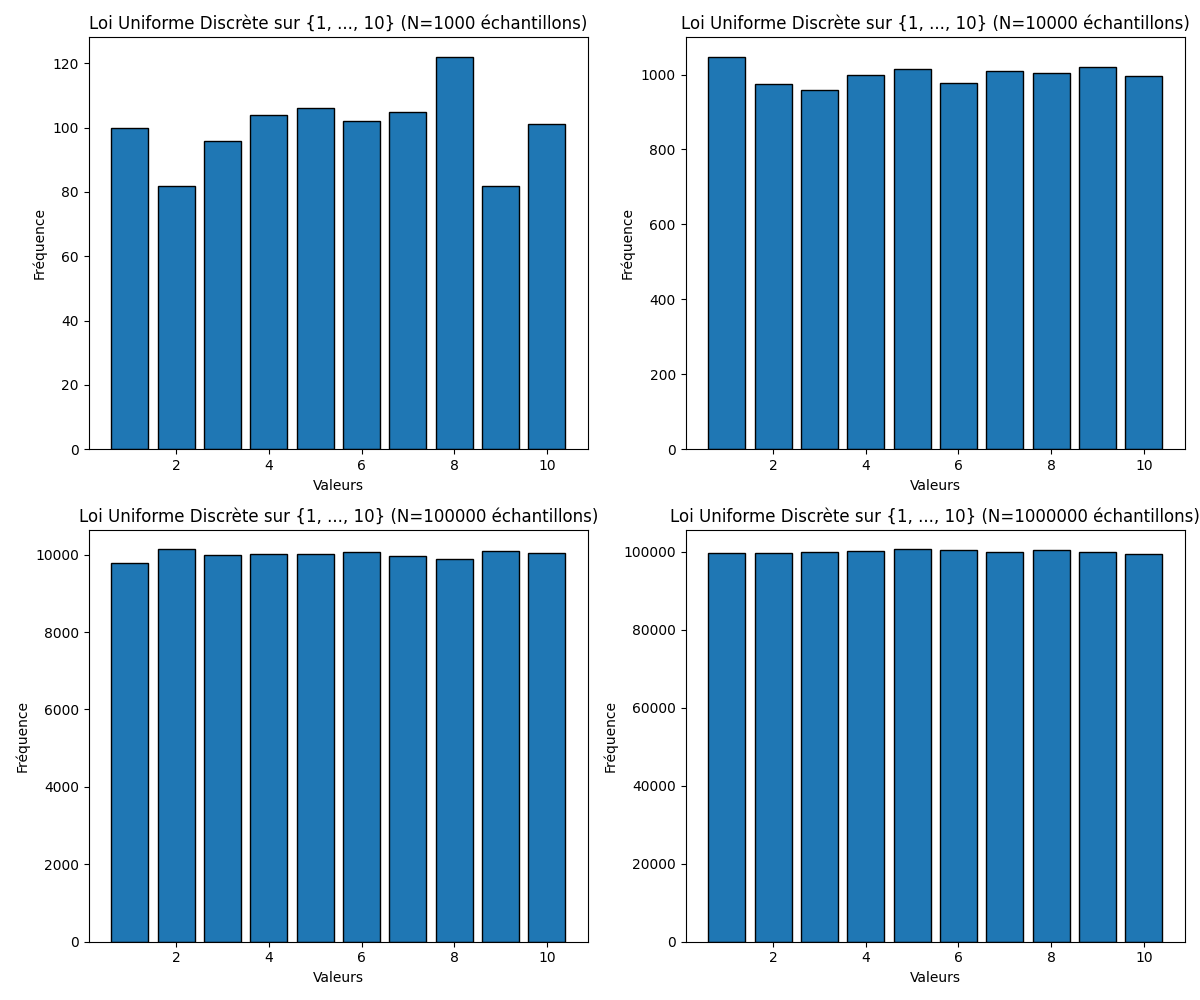 Loi Uniforme Discrète sur {1, ..., 10} (N=1000 échantillons)
120
100
80
60
40
20
0
Fréquence
2 4 6 8 10
Valeurs
Loi Uniforme Discrète sur {1, ..., 10} (N=10000 échantillons)
1000
800
600
400
200
0
Fréquence
2 4 6 8 10
Valeurs
Loi Uniforme Discrète sur {1, ..., 10} (N=100000 échantillons)
10000
8000
6000
4000
2000
0
Fréquence
2 4 6 8 10
Valeurs
Loi Uniforme Discrète sur {1, ..., 10} (N=1000000 échantillons)
100000
80000
60000
40000
20000
0
Fréquence
2 4 6 8 10
Valeurs